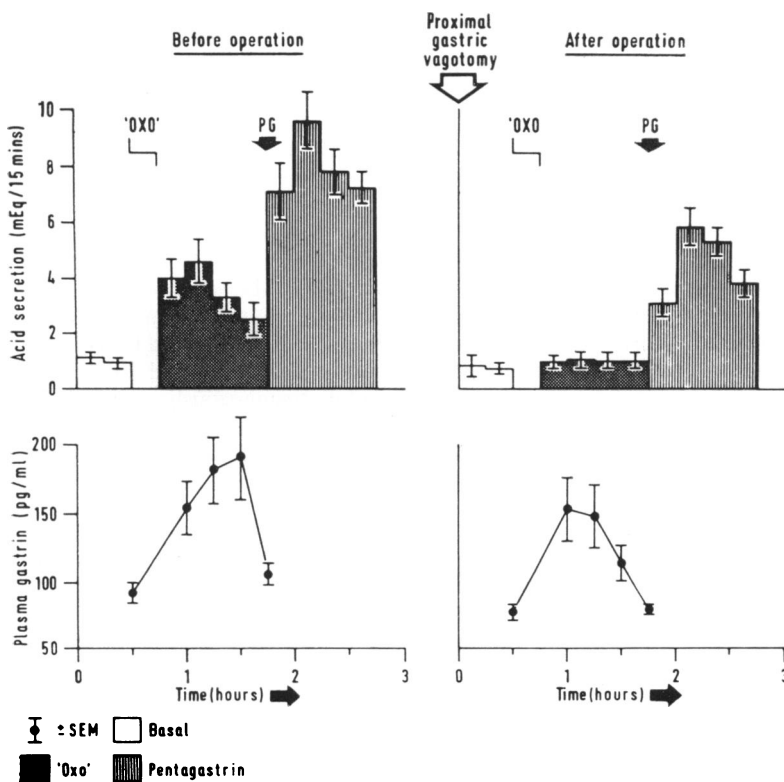 Before operation
Proximal
gastric
vagotomy
After operation
Acid secretion (mEq/15 mins)
10
8
6
4
2
0
'OXO'
PG
'OXO
PG
Plasma gastrin (pg/ml)
200
150
100
50
0
1
2
3
Time (hours)
0
1
2
3
Time (hours)
± SEM
Basal
'Oxo'
Pentagastrin